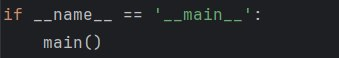 if __name__ == '__main__':
    main()